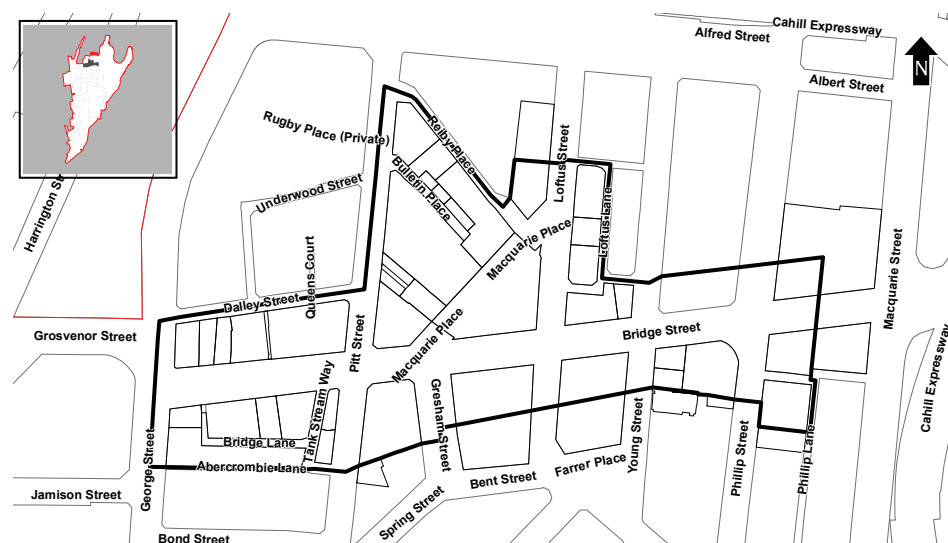 Cahill Expressway
Alfred Street
N
Albert Street
Rugby Place (Private)
Reiby Place
Loftus Street
Harrington Str
Underwood Street
Bulletin Place
Loftus Lane
Macquarie Place
Queens Court
Macquarie Street
Dalley Street
Grosvenor Street
Pitt Street
Macquarie Place
Bridge Street
Cahill Expressway
Tank Stream Way
Gresham Street
Young Street
Bridge Lane
George Street
Abercrombie Lane
Phillip Street
Phillip Lane
Farrer Place
Bent Street
Jamison Street
Spring Street
Bond Street